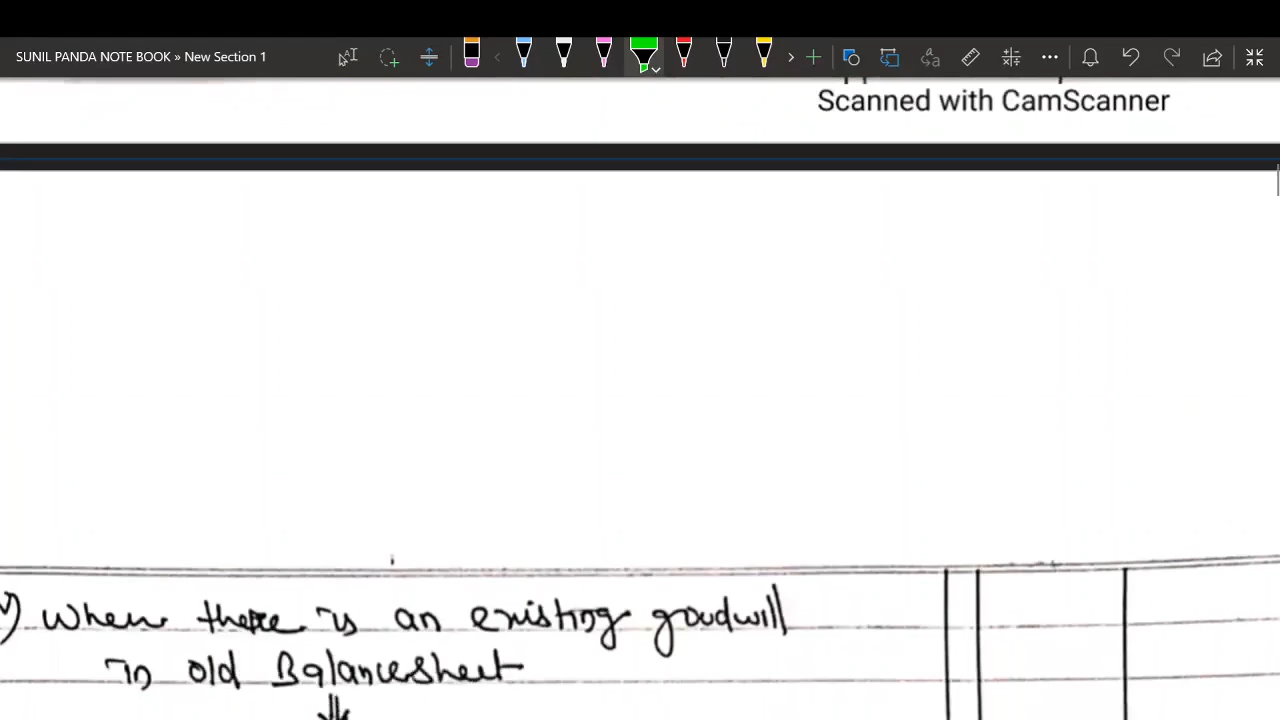 SUNIL PANDA NOTE BOOK » New Section 1
Scanned with CamScanner
) When there is an existing goodwill
in old Balancesheet